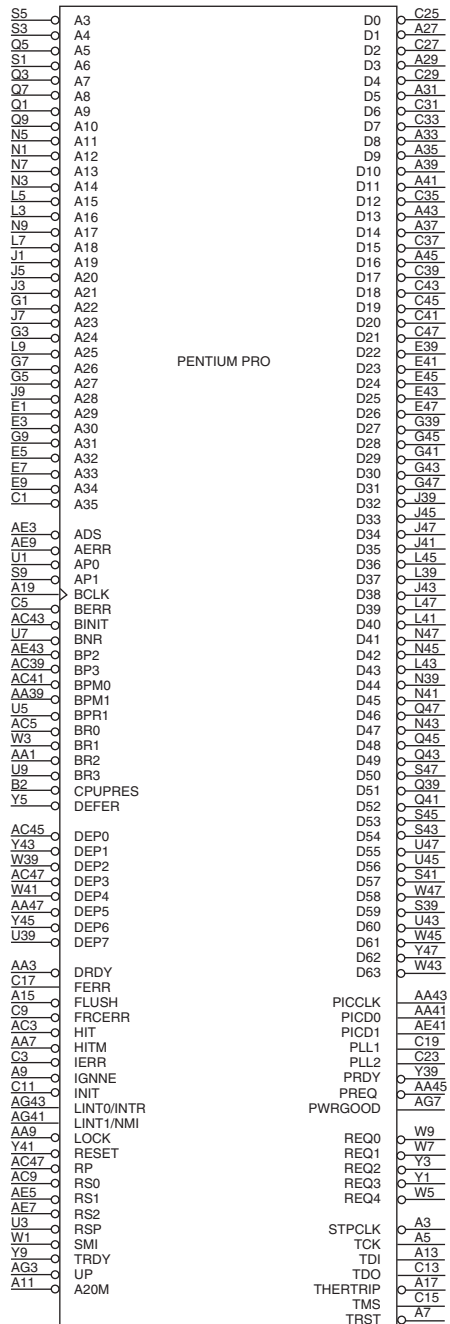 S5 A3
S3 A4
Q5 A5
S1 A6
Q3 A7
Q7 A8
Q1 A9
Q9 A10
N5 A11
N1 A12
N7 A13
N3 A14
L5 A15
L3 A16
N9 A17
L7 A18
J1 A19
J5 A20
J3 A21
G1 A22
J7 A23
G3 A24
L9 A25
G7 A26
G5 A27
J9 A28
E1 A29
E3 A30
G9 A31
E5 A32
E7 A33
E9 A34
C1 A35
AE3 ADS
AE9 AERR
U1 AP0
S9 AP1
A19 BCLK
C5 BERR
AC43 BINIT
U7 BNR
AE43 BP2
AC39 BP3
AC41 BPM0
AA39 BPM1
U5 BPR1
AC5 BR0
W3 BR1
AA1 BR2
U9 BR3
B2 CPUPRES
Y5 DEFER
AC45 DEP0
Y43 DEP1
W39 DEP2
AC47 DEP3
W41 DEP4
AA47 DEP5
Y45 DEP6
U39 DEP7
AA3 DRDY
C17 FERR
A15 FLUSH
C9 FRCERR
AC3 HIT
AA7 HITM
C3 IERR
A9 IGNNE
C11 INIT
AG43 LINT0/INTR
AG41 LINT1/NMI
AA9 LOCK
Y41 RESET
AC47 RP
AC9 RS0
AE5 RS1
AE7 RS2
U3 RSP
W1 SMI
Y9 TRDY
AG3 UP
A11 A20M
PENTIUM PRO
D0 C25
D1 A27
D2 C27
D3 A29
D4 C29
D5 A31
D6 C31
D7 C33
D8 A33
D9 A35
D10 A39
D11 A41
D12 C35
D13 A43
D14 A37
D15 C37
D16 A45
D17 C39
D18 C43
D19 C45
D20 C41
D21 C47
D22 E39
D23 E41
D24 E45
D25 E43
D26 E47
D27 G39
D28 G45
D29 G41
D30 G43
D31 G47
D32 J39
D33 J45
D34 J47
D35 J41
D36 L45
D37 L39
D38 J43
D39 L47
D40 L41
D41 N47
D42 N45
D43 L43
D44 N39
D45 N41
D46 Q47
D47 N43
D48 Q45
D49 Q43
D50 S47
D51 Q39
D52 Q41
D53 S45
D54 S43
D55 U47
D56 U45
D57 S41
D58 W47
D59 S39
D60 U43
D61 W45
D62 Y47
D63 W43
PICCLK AA43
PICD0 AA41
PICD1 AE41
PLL1 C19
PLL2 C23
PRDY Y39
PREQ AA45
PWRGOOD AG7
REQ0 W9
REQ1 W7
REQ2 Y3
REQ3 Y1
REQ4 W5
STPCLK A3
TCK A5
TDI A13
TDO C13
THERTRIP A17
TMS C15
TRST A7